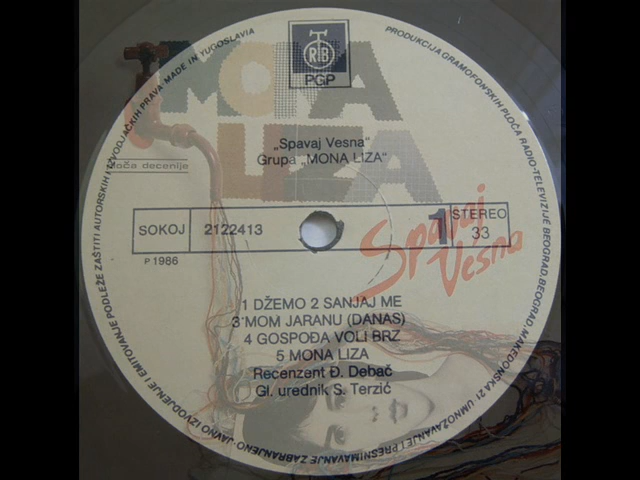 PRODUKCIJA GRAMOFONSKIH PLOČA RADIO-TELEVIZIJE BEOGRAD, BEOGRAD, MAKEDONSKA 21 · UMNOŽAVANJE I PRESNIMAVANJE ZABRANJENO · JAVNO IZVOĐENJE I EMITOVANJE PODLEŽE ZAŠTITI AUTORSKIH I IZVOĐAČKIH PRAVA · MADE IN YUGOSLAVIA
RTB
PGP
MONA
LIZA
„Spavaj Vesna"
Grupa „MONA LIZA"
ploča decenije
SOKOJ 2122413 1 STEREO
33
P 1986
Spavaj
Vesna
1 DŽEMO 2 SANJAJ ME
3 MOM JARANU (DANAS)
4 GOSPOĐA VOLI BRZ
5 MONA LIZA
Recenzent Đ. Debač
Gl. urednik S. Terzić